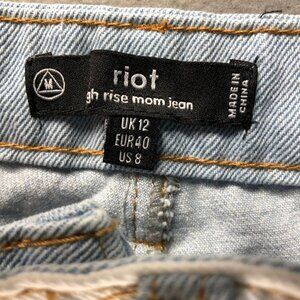 riot
gh rise mom jean
MADE IN
CHINA
UK 12
EUR 40
US 8